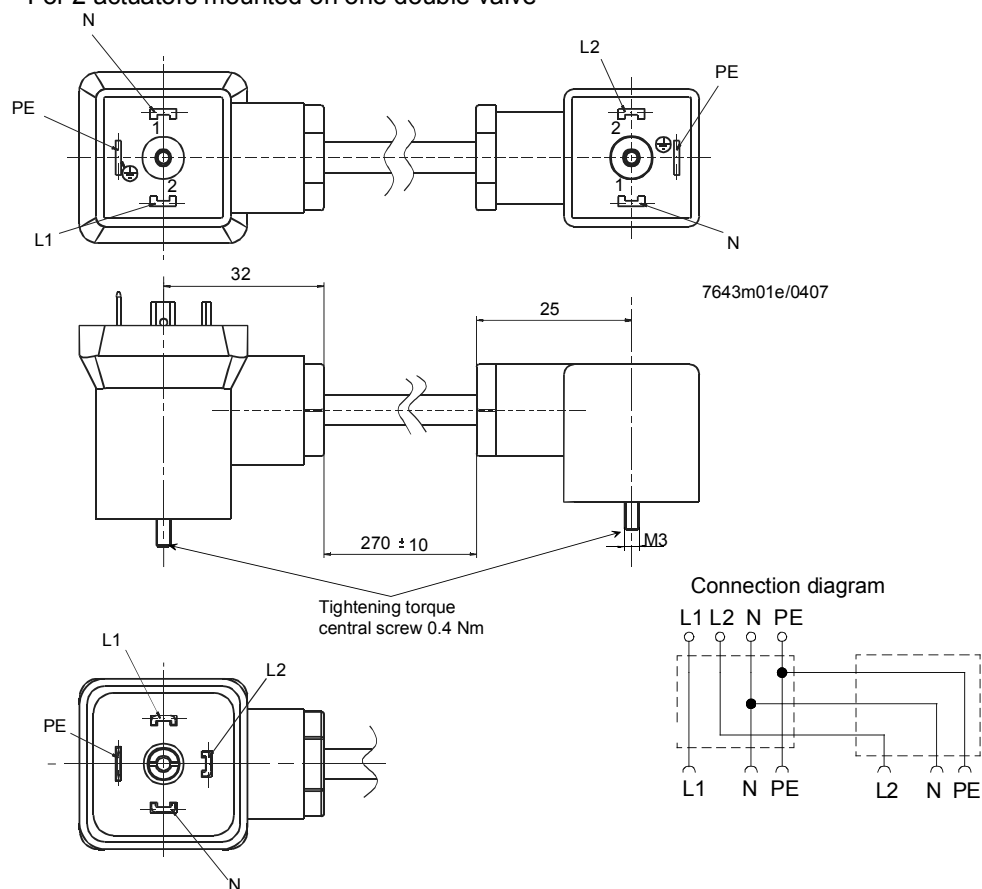 For 2 actuators mounted on one double valve
N
L2
PE
PE
1
2
2
1
L1
N
32
25
7643m01e/0407
270 ±10
M3
Tightening torque
central screw 0.4 Nm
Connection diagram
L1 L2 N PE
L1
L2
PE
N
L1 N PE L2 N PE